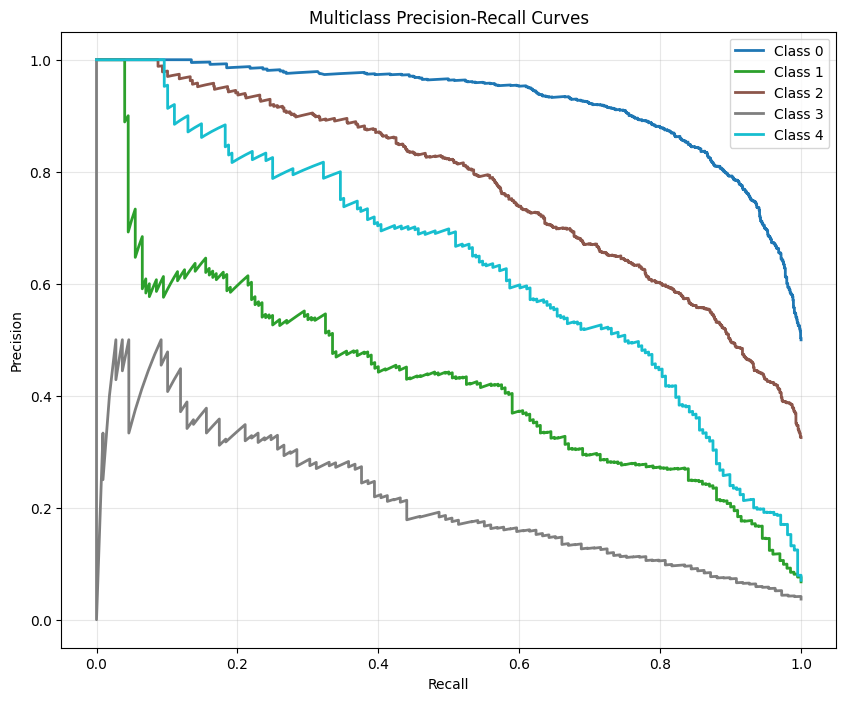 Multiclass Precision-Recall Curves
Class 0
Class 1
Class 2
Class 3
Class 4
1.0
0.8
0.6
0.4
0.2
0.0
Precision
0.0 0.2 0.4 0.6 0.8 1.0
Recall